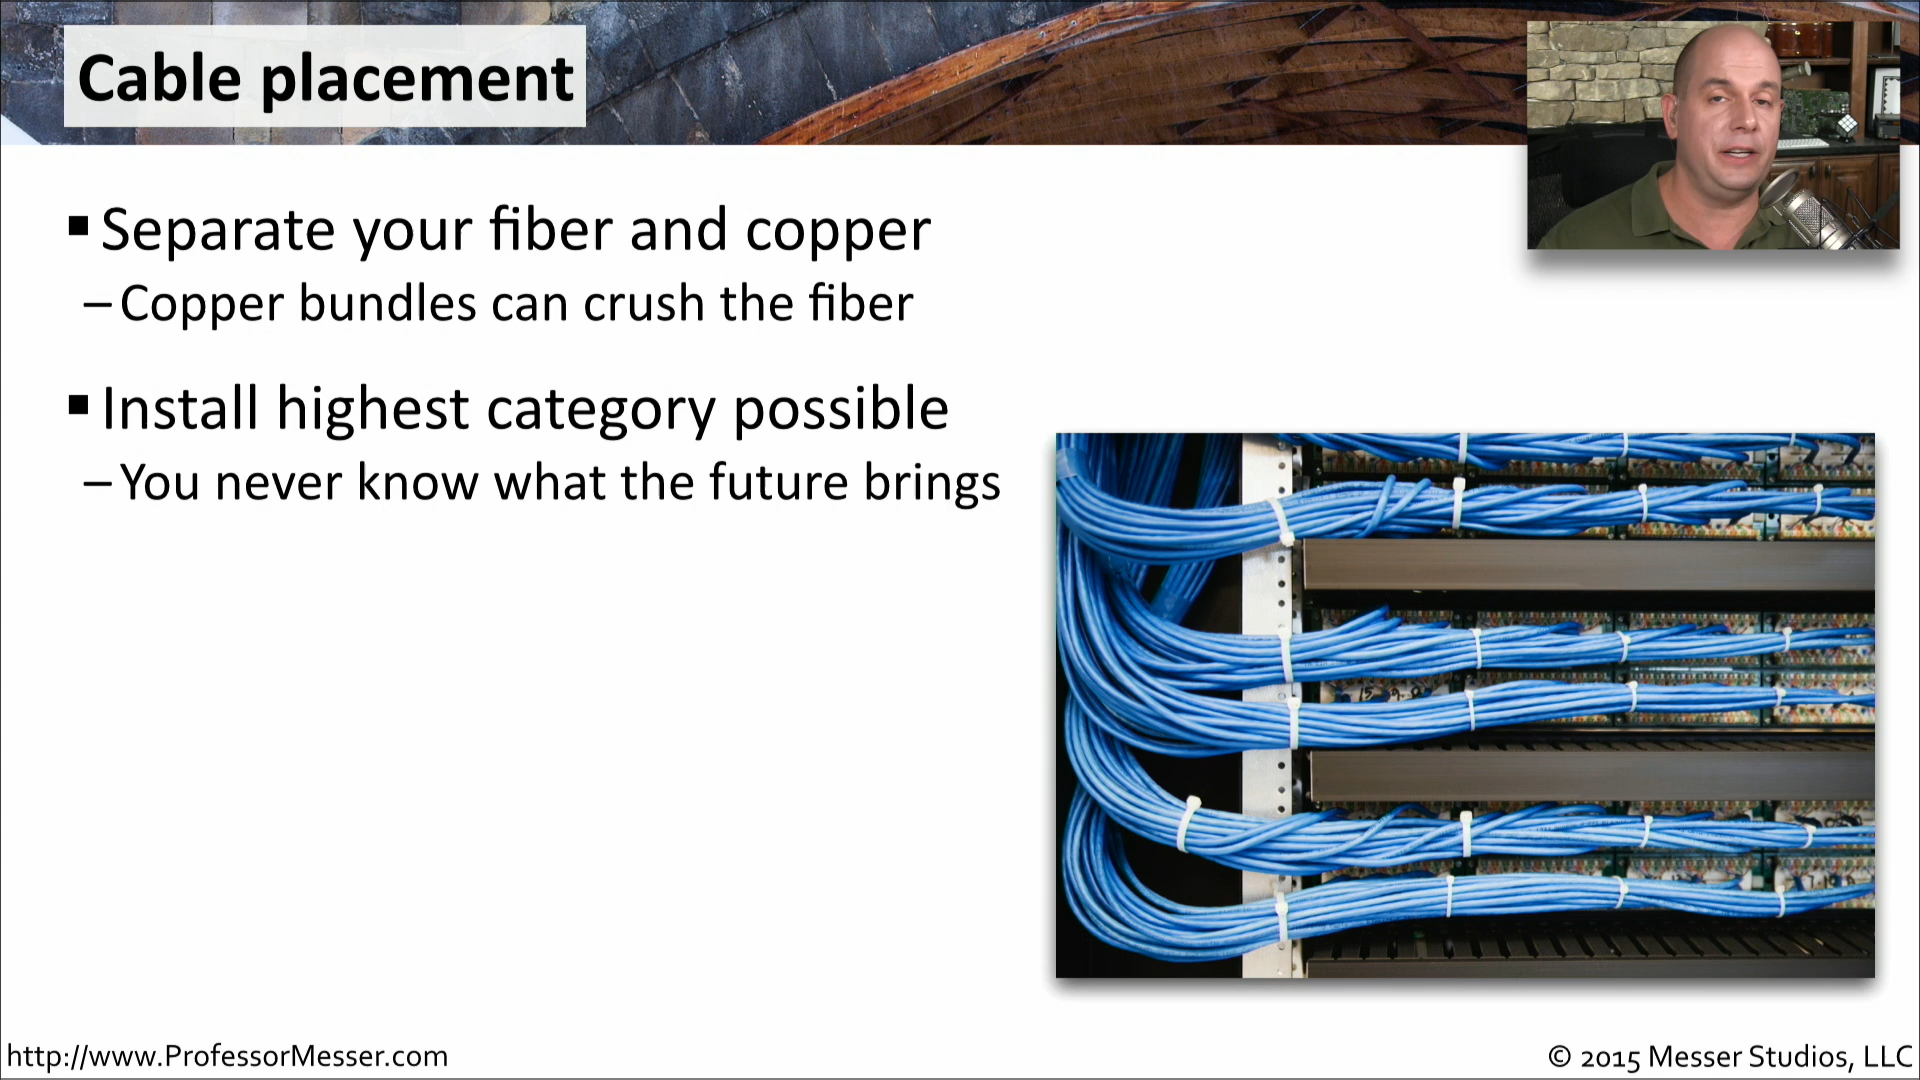 Cable placement
▪ Separate your fiber and copper
– Copper bundles can crush the fiber
▪ Install highest category possible
– You never know what the future brings
http://www.ProfessorMesser.com
© 2015 Messer Studios, LLC